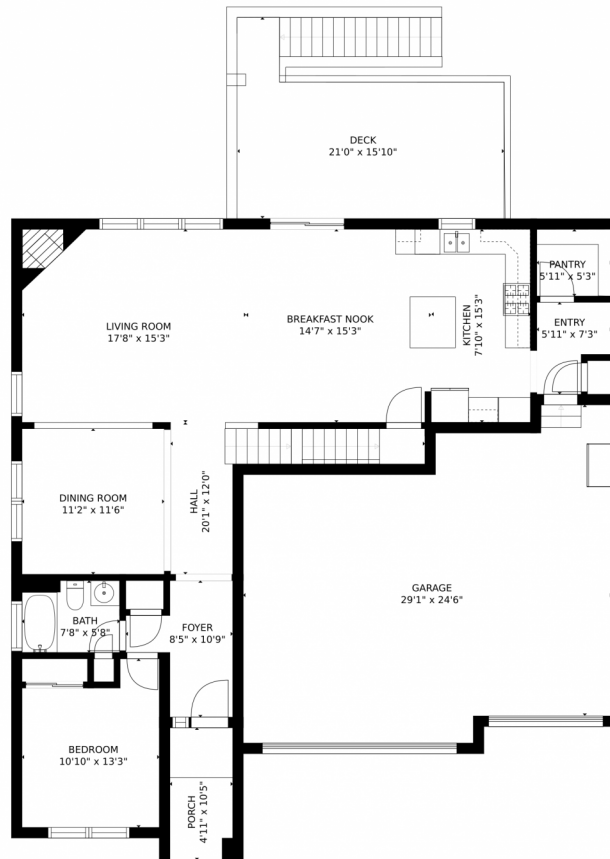 DECK
21'0" x 15'10"
PANTRY
5'11" x 5'3"
LIVING ROOM
17'8" x 15'3"
BREAKFAST NOOK
14'7" x 15'3"
KITCHEN
7'10" x 15'3"
ENTRY
5'11" x 7'3"
DINING ROOM
11'2" x 11'6"
HALL
20'1" x 12'0"
GARAGE
29'1" x 24'6"
BATH
7'8" x 5'8"
FOYER
8'5" x 10'9"
BEDROOM
10'10" x 13'3"
PORCH
4'11" x 10'5"